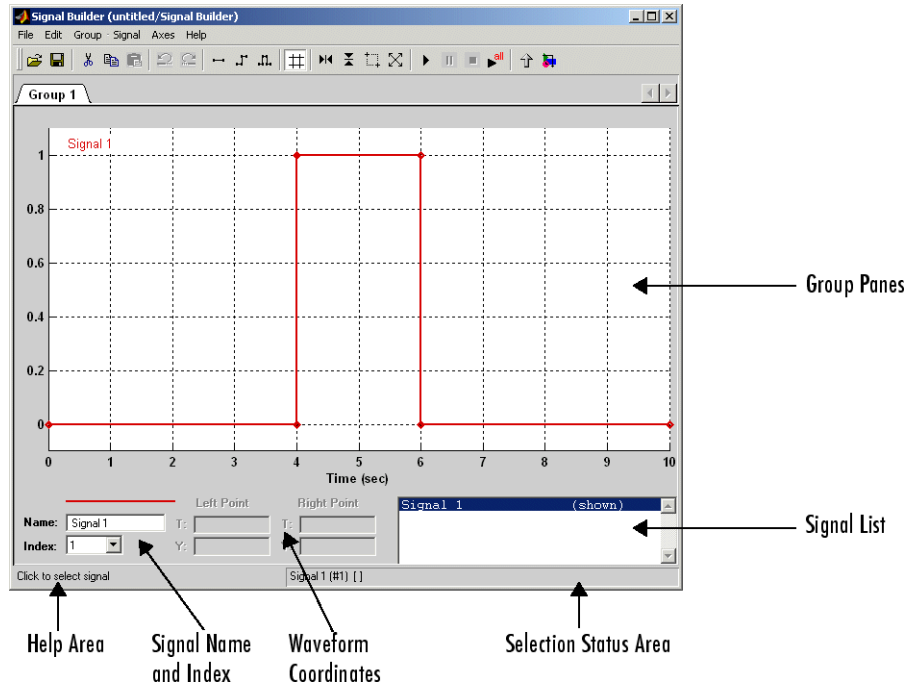 Signal Builder (untitled/Signal Builder)
File Edit Group Signal Axes Help
all
Group 1
Signal 1
1
0.8
0.6
0.4
0.2
0
0 1 2 3 4 5 6 7 8 9 10
Time (sec)
Group Panes
Left Point Right Point
Signal 1 (shown)
Name: Signal 1 T: T:
Index: 1 Y:
Signal List
Click to select signal
Signal 1 (#1) [ ]
Help Area
Signal Name
and Index
Waveform
Coordinates
Selection Status Area